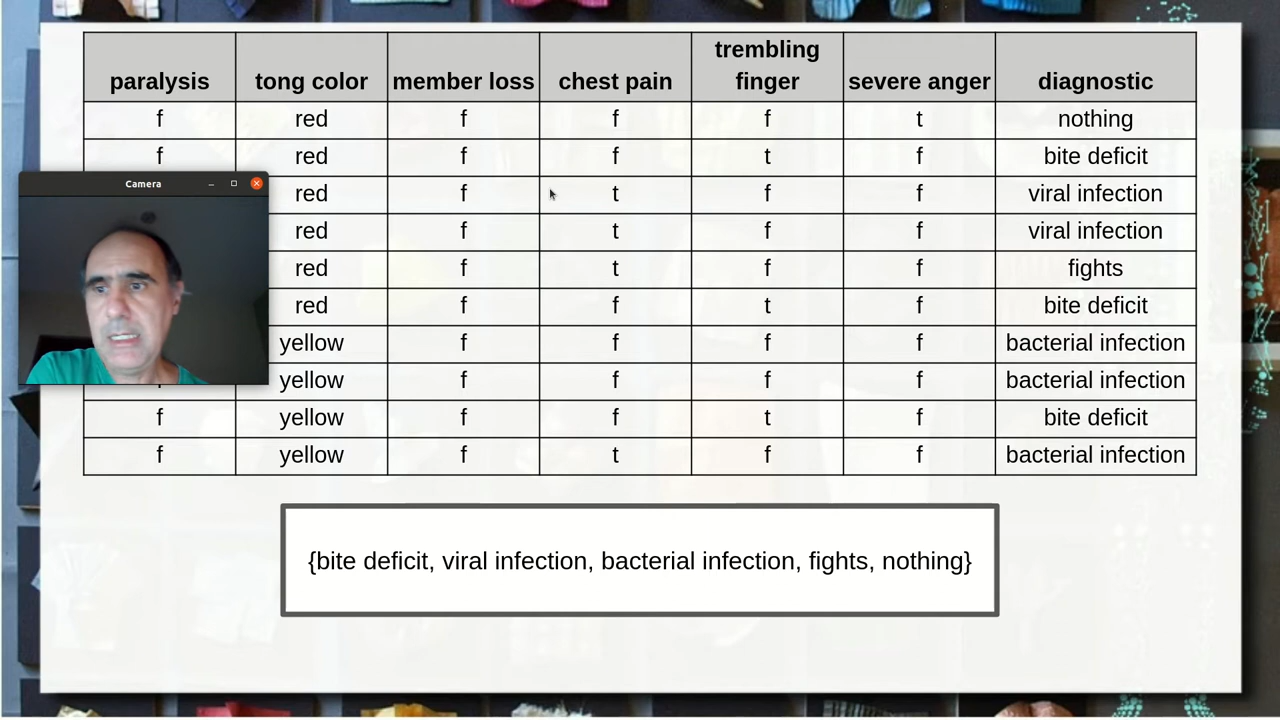 paralysis tong color member loss chest pain trembling finger severe anger diagnostic
f red f f f t nothing
f red f f t f bite deficit
red f t f f viral infection
Camera
red f t f f viral infection
red f t f f fights
red f f t f bite deficit
yellow f f f f bacterial infection
yellow f f f f bacterial infection
f yellow f f t f bite deficit
f yellow f t f f bacterial infection
{bite deficit, viral infection, bacterial infection, fights, nothing}